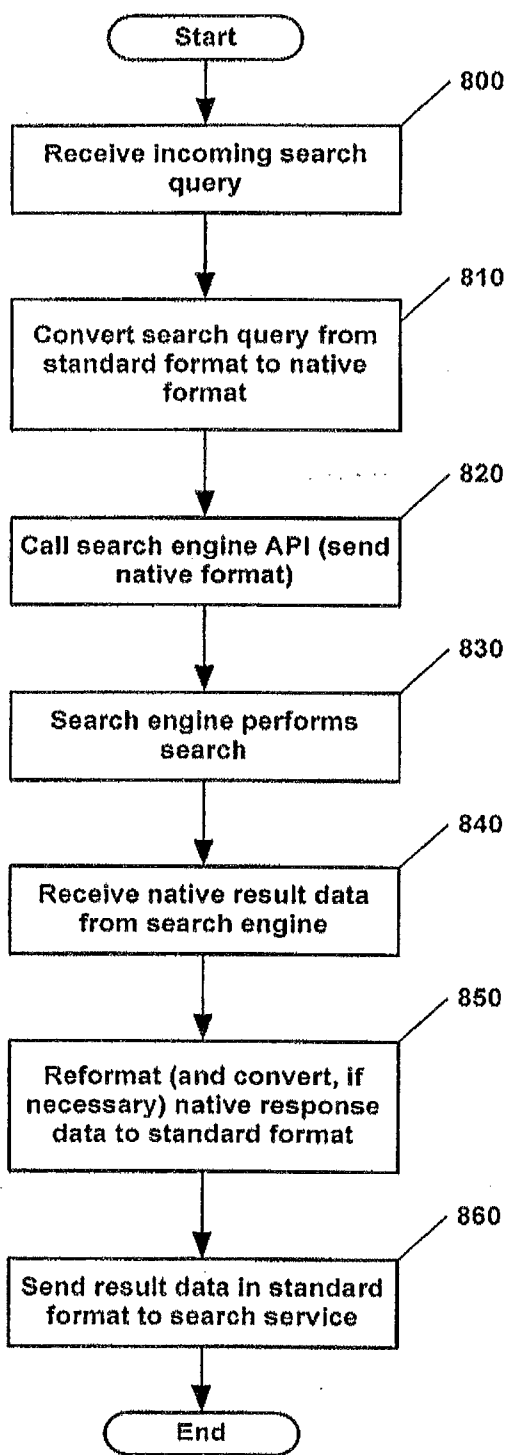 Start
800
Receive incoming search
query
810
Convert search query from
standard format to native
format
820
Call search engine API (send
native format)
830
Search engine performs
search
840
Receive native result data
from search engine
850
Reformat (and convert, if
necessary) native response
data to standard format
860
Send result data in standard
format to search service
End